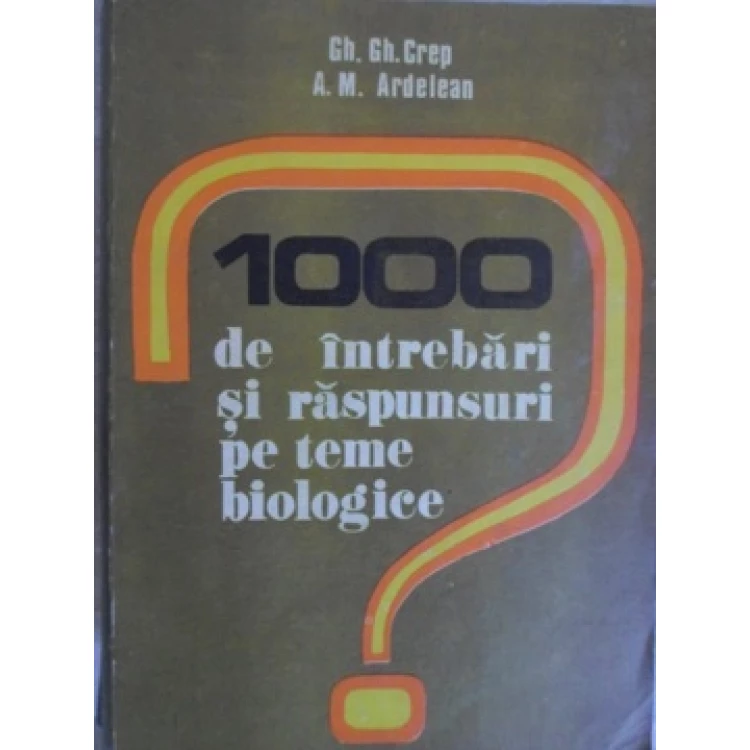 Gh. Gh. Crep
A. M. Ardelean
1000
de întrebări
și răspunsuri
pe teme
biologice